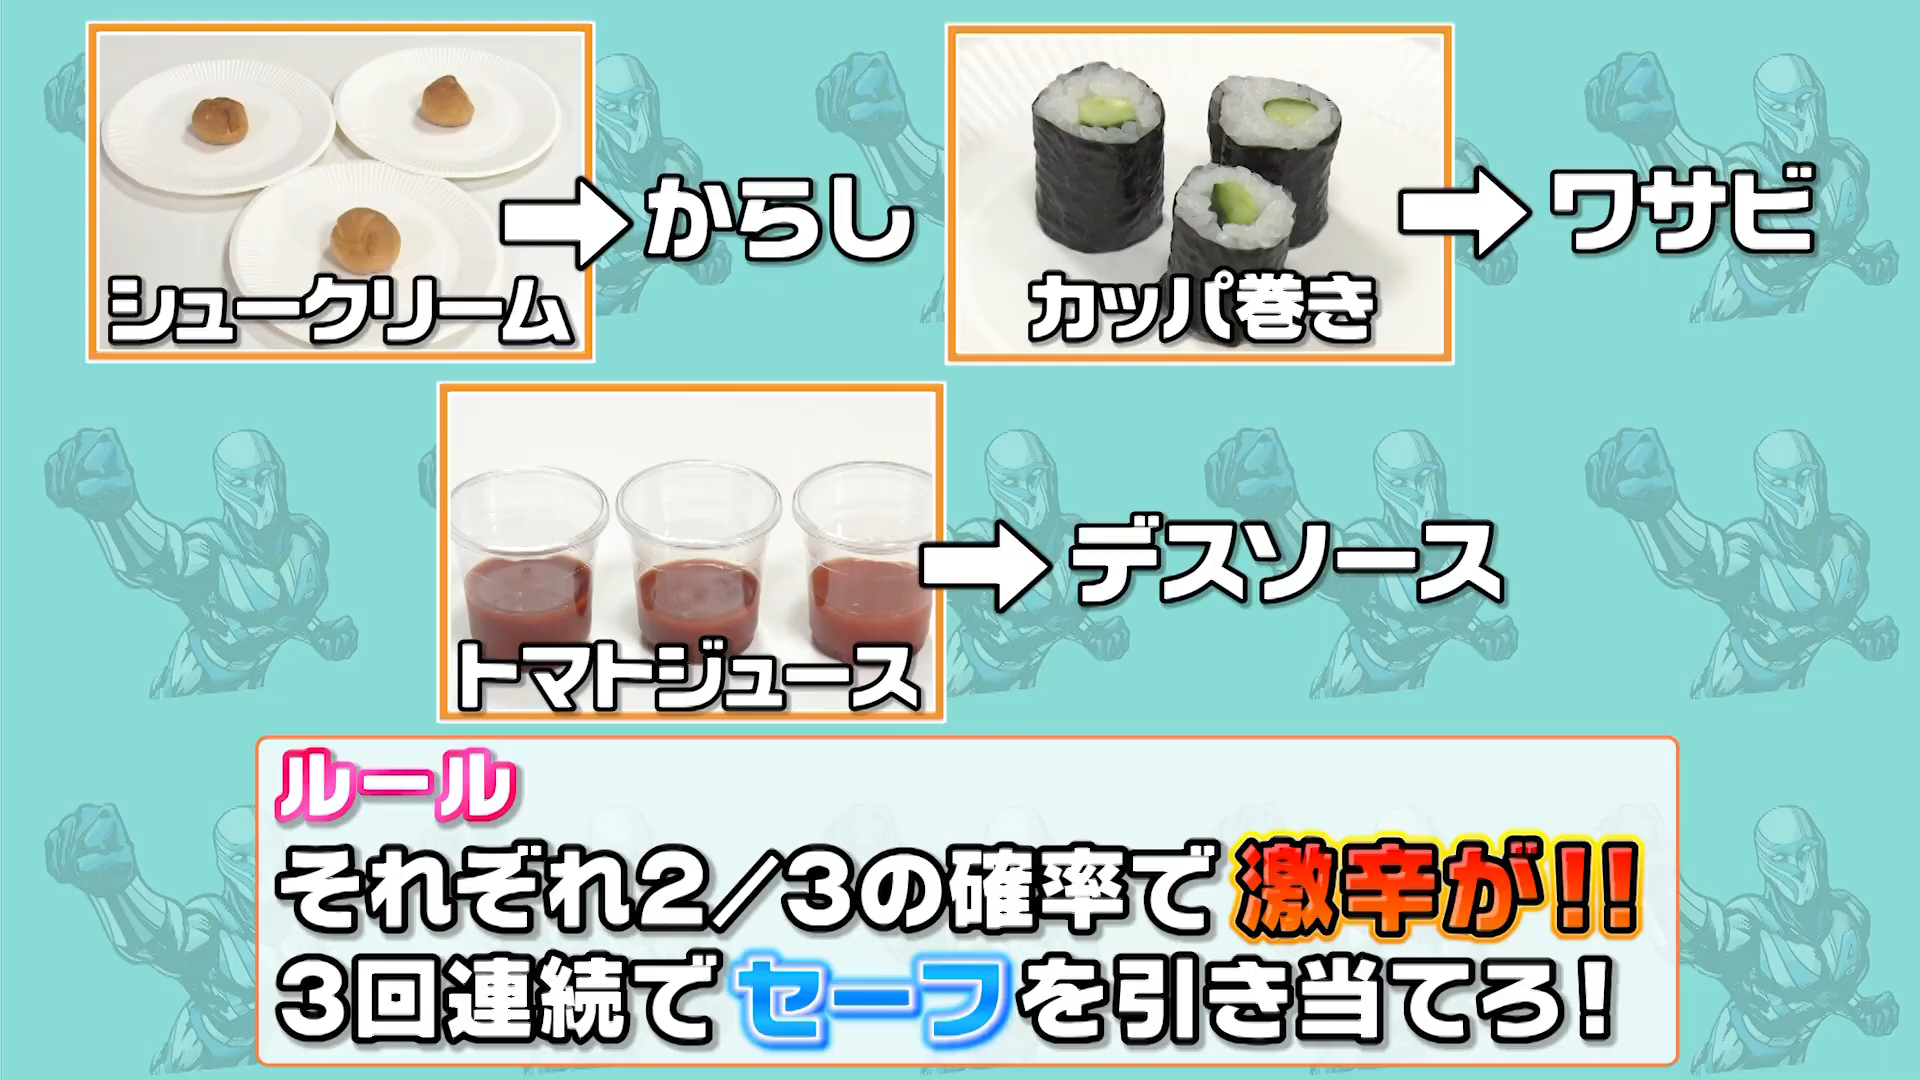 シュークリーム
からし
カッパ巻き
ワサビ
トマトジュース
デスソース
ルール
それぞれ2/3の確率で激辛が!!
3回連続でセーフを引き当てろ!